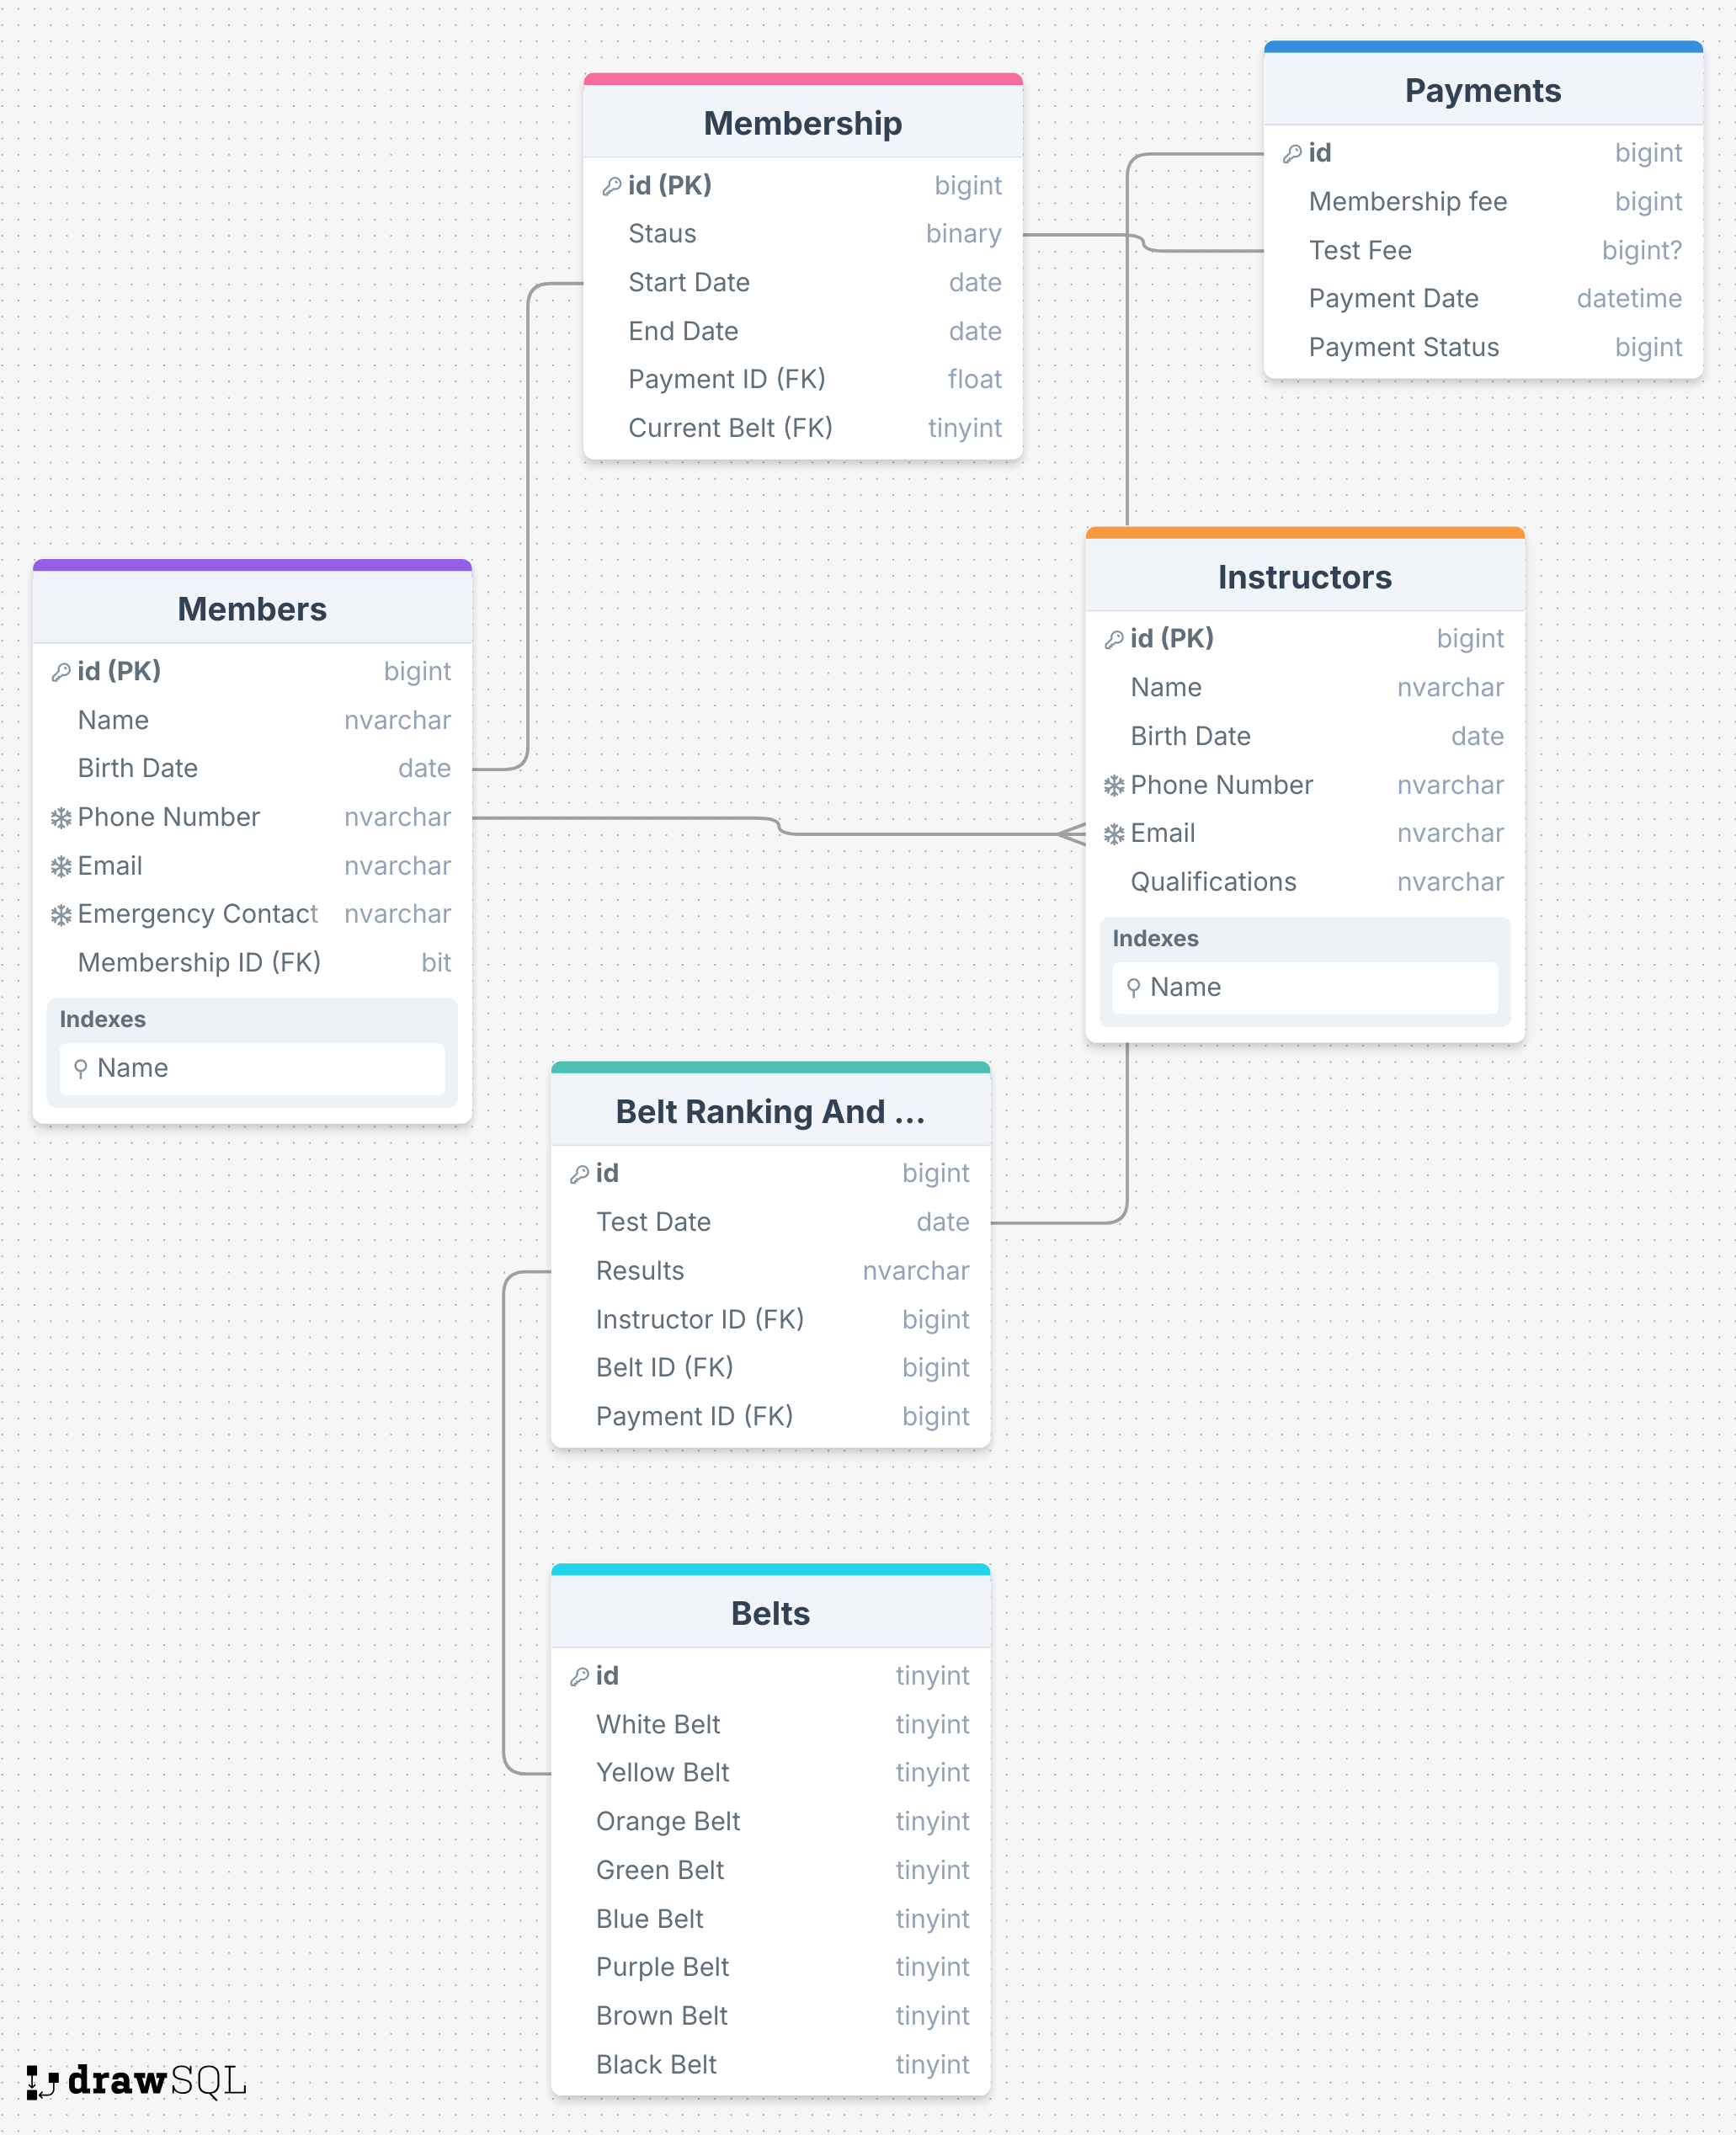 Membership
id (PK) bigint
Staus binary
Start Date date
End Date date
Payment ID (FK) float
Current Belt (FK) tinyint
Payments
id bigint
Membership fee bigint
Test Fee bigint?
Payment Date datetime
Payment Status bigint
Members
id (PK) bigint
Name nvarchar
Birth Date date
Phone Number nvarchar
Email nvarchar
Emergency Contact nvarchar
Membership ID (FK) bit
Indexes
Name
Instructors
id (PK) bigint
Name nvarchar
Birth Date date
Phone Number nvarchar
Email nvarchar
Qualifications nvarchar
Indexes
Name
Belt Ranking And ...
id bigint
Test Date date
Results nvarchar
Instructor ID (FK) bigint
Belt ID (FK) bigint
Payment ID (FK) bigint
Belts
id tinyint
White Belt tinyint
Yellow Belt tinyint
Orange Belt tinyint
Green Belt tinyint
Blue Belt tinyint
Purple Belt tinyint
Brown Belt tinyint
Black Belt tinyint
drawSQL